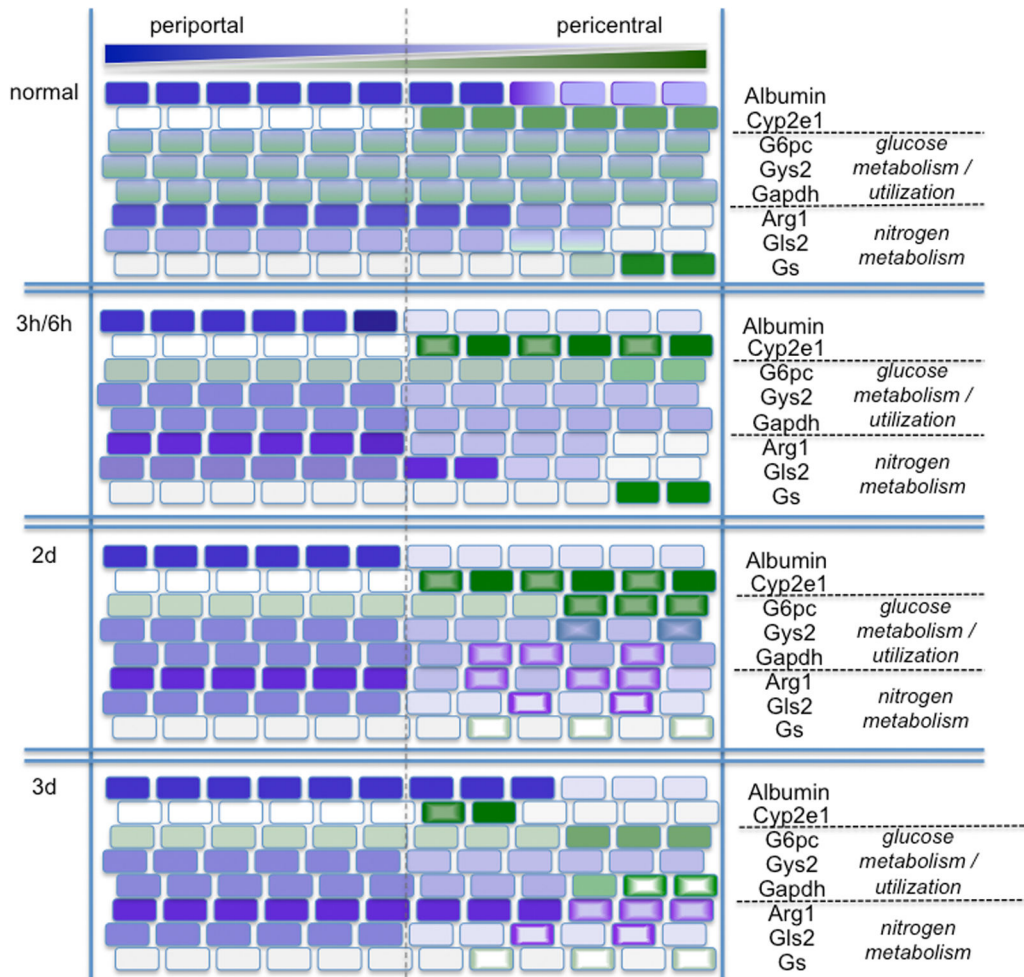 periportal pericentral
normal
Albumin
Cyp2e1
G6pc glucose
Gys2 metabolism /
Gapdh utilization
Arg1
Gls2 nitrogen
Gs metabolism
3h/6h
Albumin
Cyp2e1
G6pc glucose
Gys2 metabolism /
Gapdh utilization
Arg1
Gls2 nitrogen
Gs metabolism
2d
Albumin
Cyp2e1
G6pc glucose
Gys2 metabolism /
Gapdh utilization
Arg1
Gls2 nitrogen
Gs metabolism
3d
Albumin
Cyp2e1
G6pc glucose
Gys2 metabolism /
Gapdh utilization
Arg1
Gls2 nitrogen
Gs metabolism